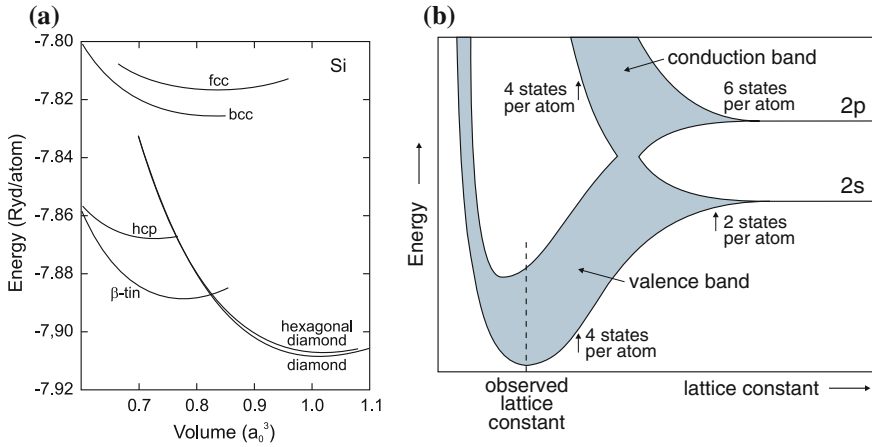 (a)
Si
-7.80
-7.82
-7.84
-7.86
-7.88
-7,90
-7.92
Energy (Ryd/atom)
fcc
bcc
hcp
β-tin
hexagonal
diamond
diamond
0.7
0.8
0.9
1.0
1.1
Volume (a₀³)
(b)
Energy
conduction band
4 states
per atom
6 states
per atom
2p
2s
2 states
per atom
valence band
4 states
per atom
observed
lattice
constant
lattice constant